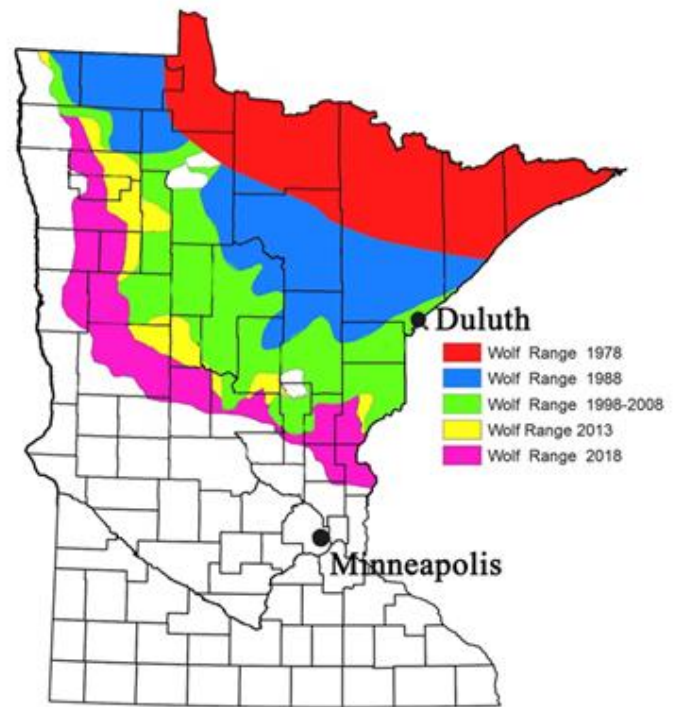 Duluth
Wolf Range 1978
Wolf Range 1988
Wolf Range 1998-2008
Wolf Range 2013
Wolf Range 2018
Minneapolis